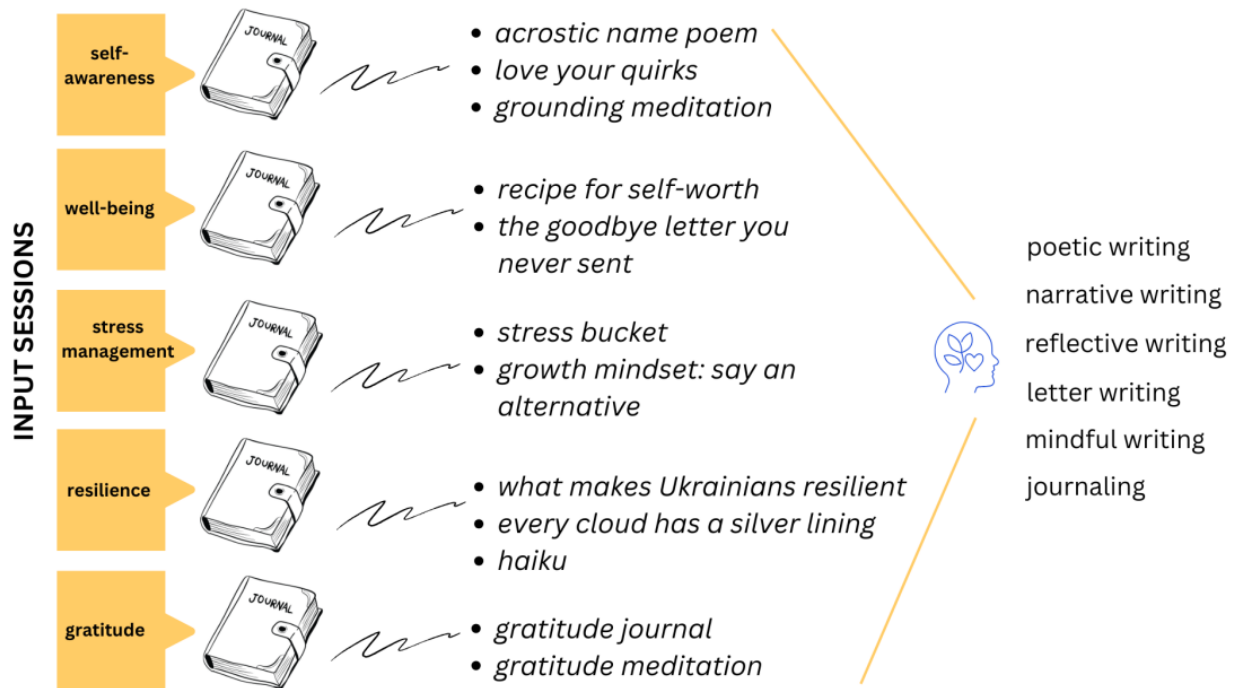 INPUT SESSIONS
self-
awareness
JOURNAL
• acrostic name poem
• love your quirks
• grounding meditation
well-being
JOURNAL
• recipe for self-worth
• the goodbye letter you
never sent
stress
management
JOURNAL
• stress bucket
• growth mindset: say an
alternative
resilience
JOURNAL
• what makes Ukrainians resilient
• every cloud has a silver lining
• haiku
gratitude
JOURNAL
• gratitude journal
• gratitude meditation
poetic writing
narrative writing
reflective writing
letter writing
mindful writing
journaling